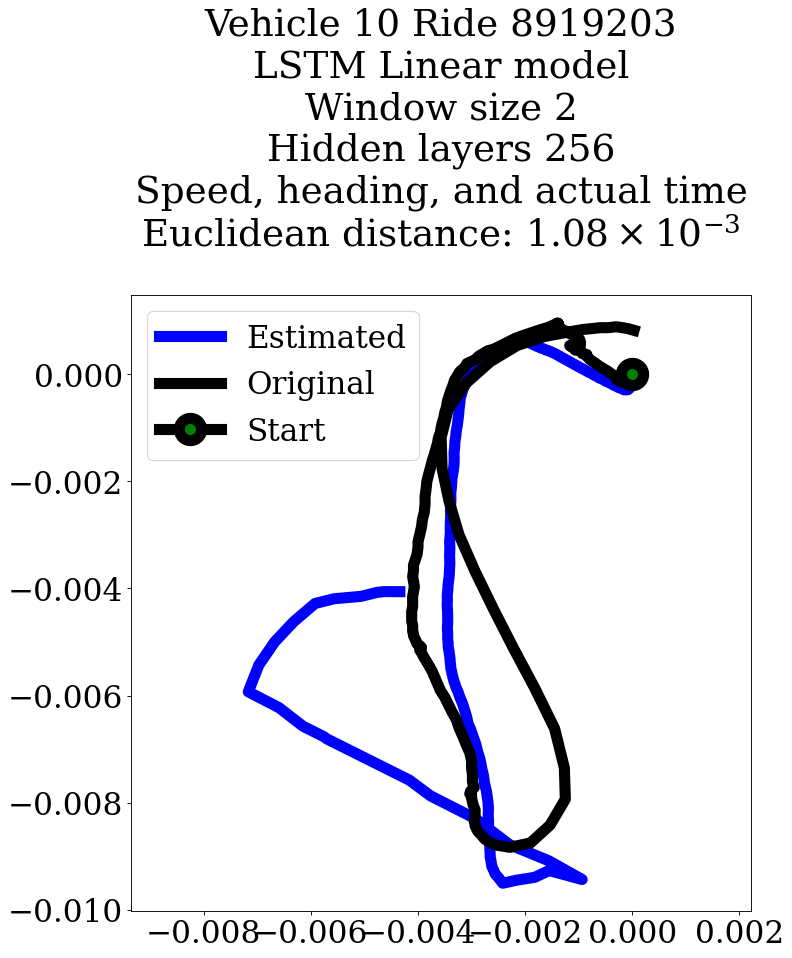 Vehicle 10 Ride 8919203
LSTM Linear model
Window size 2
Hidden layers 256
Speed, heading, and actual time
Euclidean distance: 1.08 × 10⁻³
Estimated
Original
Start
0.000
−0.002
−0.004
−0.006
−0.008
−0.010
−0.008 −0.006 −0.004 −0.002 0.000 0.002